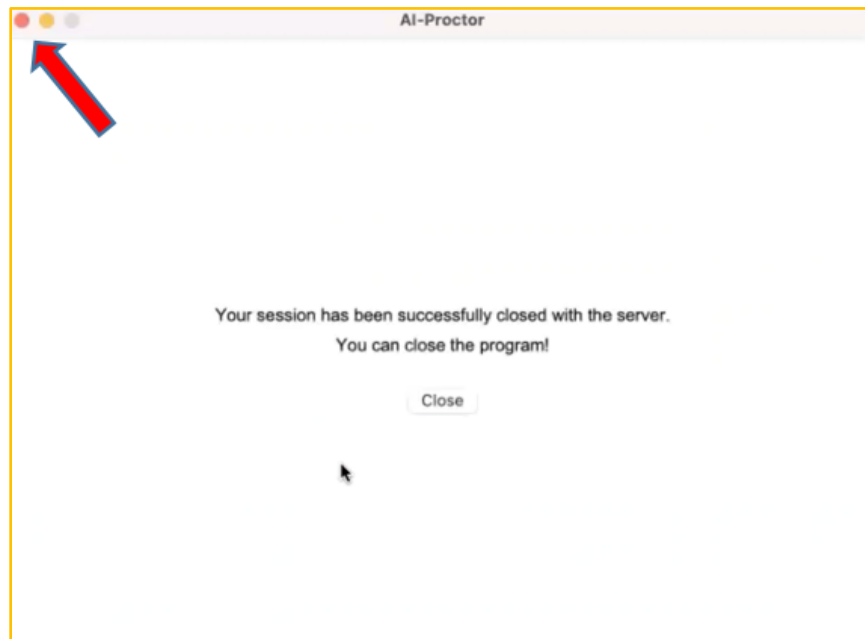 AI-Proctor
Your session has been successfully closed with the server.
You can close the program!
Close